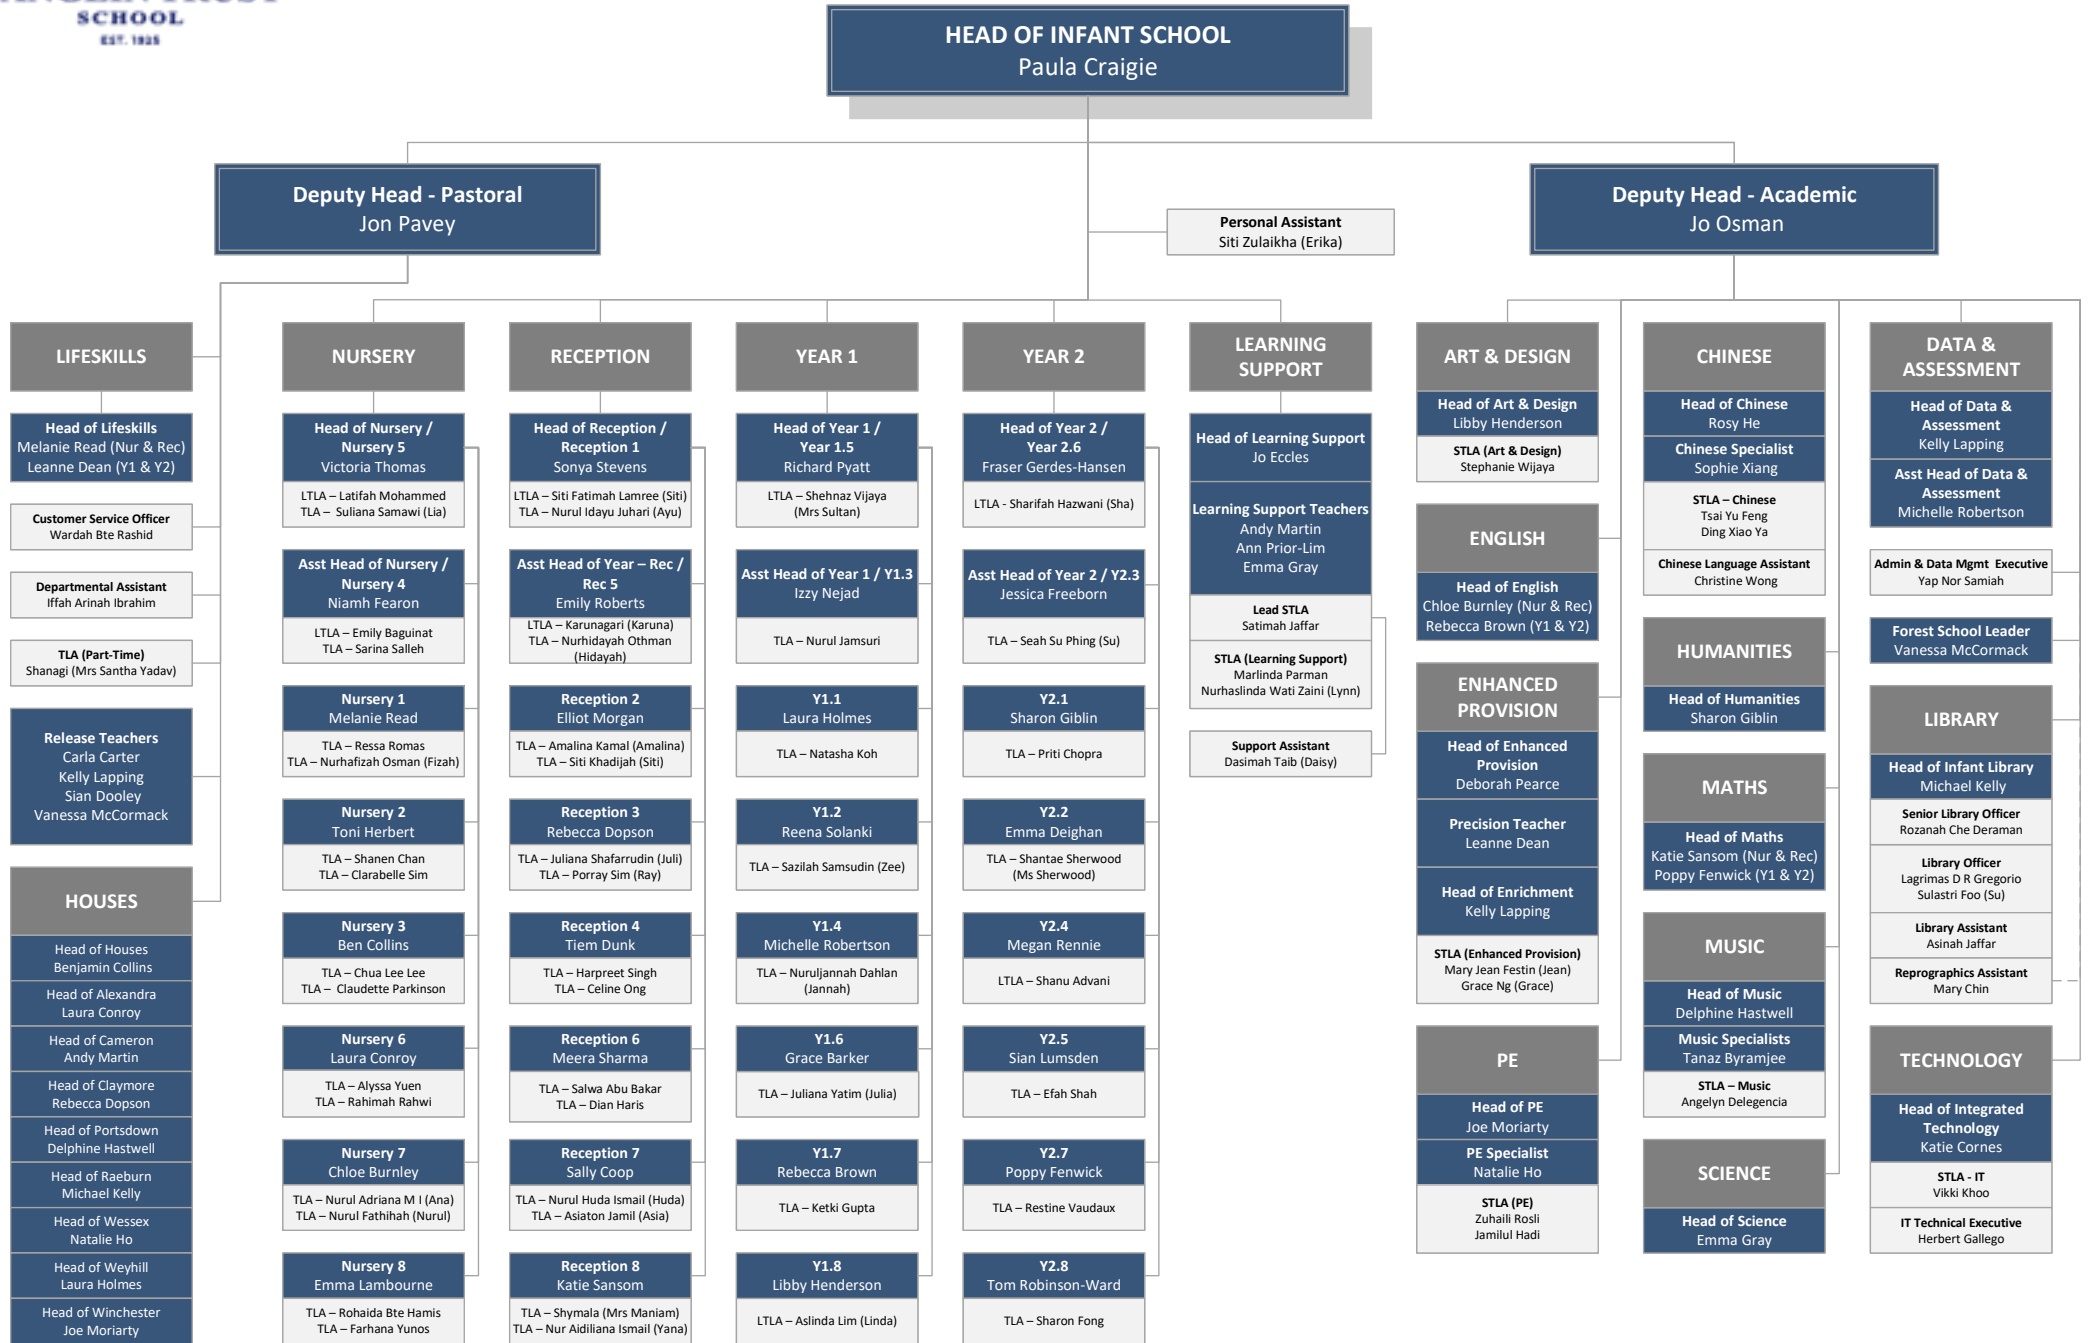 SCHOOL
EST. 1925
HEAD OF INFANT SCHOOL
Paula Craigie
Deputy Head - Pastoral
Jon Pavey
Personal Assistant
Siti Zulaikha (Erika)
Deputy Head - Academic
Jo Osman
LIFESKILLS
Head of Lifeskills
Melanie Read (Nur & Rec)
Leanne Dean (Y1 & Y2)
Customer Service Officer
Wardah Bte Rashid
Departmental Assistant
Iffah Arinah Ibrahim
TLA (Part-Time)
Shanagi (Mrs Santha Yadav)
Release Teachers
Carla Carter
Kelly Lapping
Sian Dooley
Vanessa McCormack
HOUSES
Head of Houses
Benjamin Collins
Head of Alexandra
Laura Conroy
Head of Cameron
Andy Martin
Head of Claymore
Rebecca Dopson
Head of Portsdown
Delphine Hastwell
Head of Raeburn
Michael Kelly
Head of Wessex
Natalie Ho
Head of Weyhill
Laura Holmes
Head of Winchester
Joe Moriarty
NURSERY
Head of Nursery /
Nursery 5
Victoria Thomas
LTLA – Latifah Mohammed
TLA – Suliana Samawi (Lia)
Asst Head of Nursery /
Nursery 4
Niamh Fearon
LTLA – Emily Baguinat
TLA – Sarina Salleh
Nursery 1
Melanie Read
TLA – Ressa Romas
TLA – Nurhafizah Osman (Fizah)
Nursery 2
Toni Herbert
TLA – Shanen Chan
TLA – Clarabelle Sim
Nursery 3
Ben Collins
TLA – Chua Lee Lee
TLA – Claudette Parkinson
Nursery 6
Laura Conroy
TLA – Alyssa Yuen
TLA – Rahimah Rahwi
Nursery 7
Chloe Burnley
TLA – Nurul Adriana M I (Ana)
TLA – Nurul Fathihah (Nurul)
Nursery 8
Emma Lambourne
TLA – Rohaida Bte Hamis
TLA – Farhana Yunos
RECEPTION
Head of Reception /
Reception 1
Sonya Stevens
LTLA – Siti Fatimah Lamree (Siti)
TLA – Nurul Idayu Juhari (Ayu)
Asst Head of Year – Rec /
Rec 5
Emily Roberts
LTLA – Karunagari (Karuna)
TLA – Nurhidayah Othman
(Hidayah)
Reception 2
Elliot Morgan
TLA – Amalina Kamal (Amalina)
TLA – Siti Khadijah (Siti)
Reception 3
Rebecca Dopson
TLA – Juliana Shafarrudin (Juli)
TLA – Porray Sim (Ray)
Reception 4
Tiem Dunk
TLA – Harpreet Singh
TLA – Celine Ong
Reception 6
Meera Sharma
TLA – Salwa Abu Bakar
TLA – Dian Haris
Reception 7
Sally Coop
TLA – Nurul Huda Ismail (Huda)
TLA – Asiaton Jamil (Asia)
Reception 8
Katie Sansom
TLA – Shymala (Mrs Maniam)
TLA – Nur Aidiliana Ismail (Yana)
YEAR 1
Head of Year 1 /
Year 1.5
Richard Pyatt
LTLA – Shehnaz Vijaya
(Mrs Sultan)
Asst Head of Year 1 / Y1.3
Izzy Nejad
TLA – Nurul Jamsuri
Y1.1
Laura Holmes
TLA – Natasha Koh
Y1.2
Reena Solanki
TLA – Sazilah Samsudin (Zee)
Y1.4
Michelle Robertson
TLA – Nuruljannah Dahlan
(Jannah)
Y1.6
Grace Barker
TLA – Juliana Yatim (Julia)
Y1.7
Rebecca Brown
TLA – Ketki Gupta
Y1.8
Libby Henderson
LTLA – Aslinda Lim (Linda)
YEAR 2
Head of Year 2 /
Year 2.6
Fraser Gerdes-Hansen
LTLA - Sharifah Hazwani (Sha)
Asst Head of Year 2 / Y2.3
Jessica Freeborn
TLA – Seah Su Phing (Su)
Y2.1
Sharon Giblin
TLA – Priti Chopra
Y2.2
Emma Deighan
TLA – Shantae Sherwood
(Ms Sherwood)
Y2.4
Megan Rennie
LTLA – Shanu Advani
Y2.5
Sian Lumsden
TLA – Efah Shah
Y2.7
Poppy Fenwick
TLA – Restine Vaudaux
Y2.8
Tom Robinson-Ward
TLA – Sharon Fong
LEARNING
SUPPORT
Head of Learning Support
Jo Eccles
Learning Support Teachers
Andy Martin
Ann Prior-Lim
Emma Gray
Lead STLA
Satimah Jaffar
STLA (Learning Support)
Marlinda Parman
Nurhaslinda Wati Zaini (Lynn)
Support Assistant
Dasimah Taib (Daisy)
ART & DESIGN
Head of Art & Design
Libby Henderson
STLA (Art & Design)
Stephanie Wijaya
ENGLISH
Head of English
Chloe Burnley (Nur & Rec)
Rebecca Brown (Y1 & Y2)
ENHANCED
PROVISION
Head of Enhanced
Provision
Deborah Pearce
Precision Teacher
Leanne Dean
Head of Enrichment
Kelly Lapping
STLA (Enhanced Provision)
Mary Jean Festin (Jean)
Grace Ng (Grace)
PE
Head of PE
Joe Moriarty
PE Specialist
Natalie Ho
STLA (PE)
Zuhaili Rosli
Jamilul Hadi
CHINESE
Head of Chinese
Rosy He
Chinese Specialist
Sophie Xiang
STLA – Chinese
Tsai Yu Feng
Ding Xiao Ya
Chinese Language Assistant
Christine Wong
HUMANITIES
Head of Humanities
Sharon Giblin
MATHS
Head of Maths
Katie Sansom (Nur & Rec)
Poppy Fenwick (Y1 & Y2)
MUSIC
Head of Music
Delphine Hastwell
Music Specialists
Tanaz Byramjee
STLA – Music
Angelyn Delegencia
SCIENCE
Head of Science
Emma Gray
DATA &
ASSESSMENT
Head of Data &
Assessment
Kelly Lapping
Asst Head of Data &
Assessment
Michelle Robertson
Admin & Data Mgmt Executive
Yap Nor Samiah
Forest School Leader
Vanessa McCormack
LIBRARY
Head of Infant Library
Michael Kelly
Senior Library Officer
Rozanah Che Deraman
Library Officer
Lagrimas D R Gregorio
Sulastri Foo (Su)
Library Assistant
Asinah Jaffar
Reprographics Assistant
Mary Chin
TECHNOLOGY
Head of Integrated
Technology
Katie Cornes
STLA - IT
Vikki Khoo
IT Technical Executive
Herbert Gallego